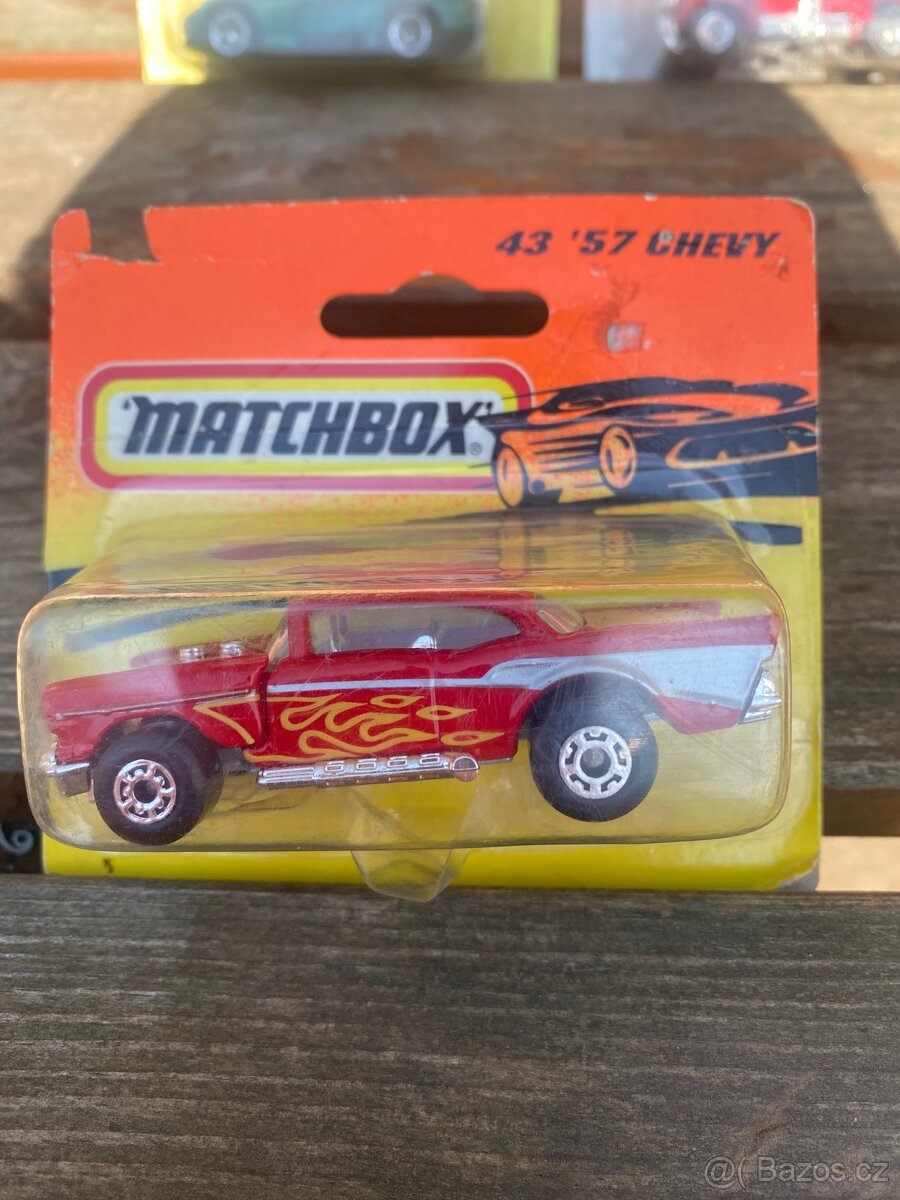 43 '57 CHEVY
'MATCHBOX'®
@( Bazos.cz